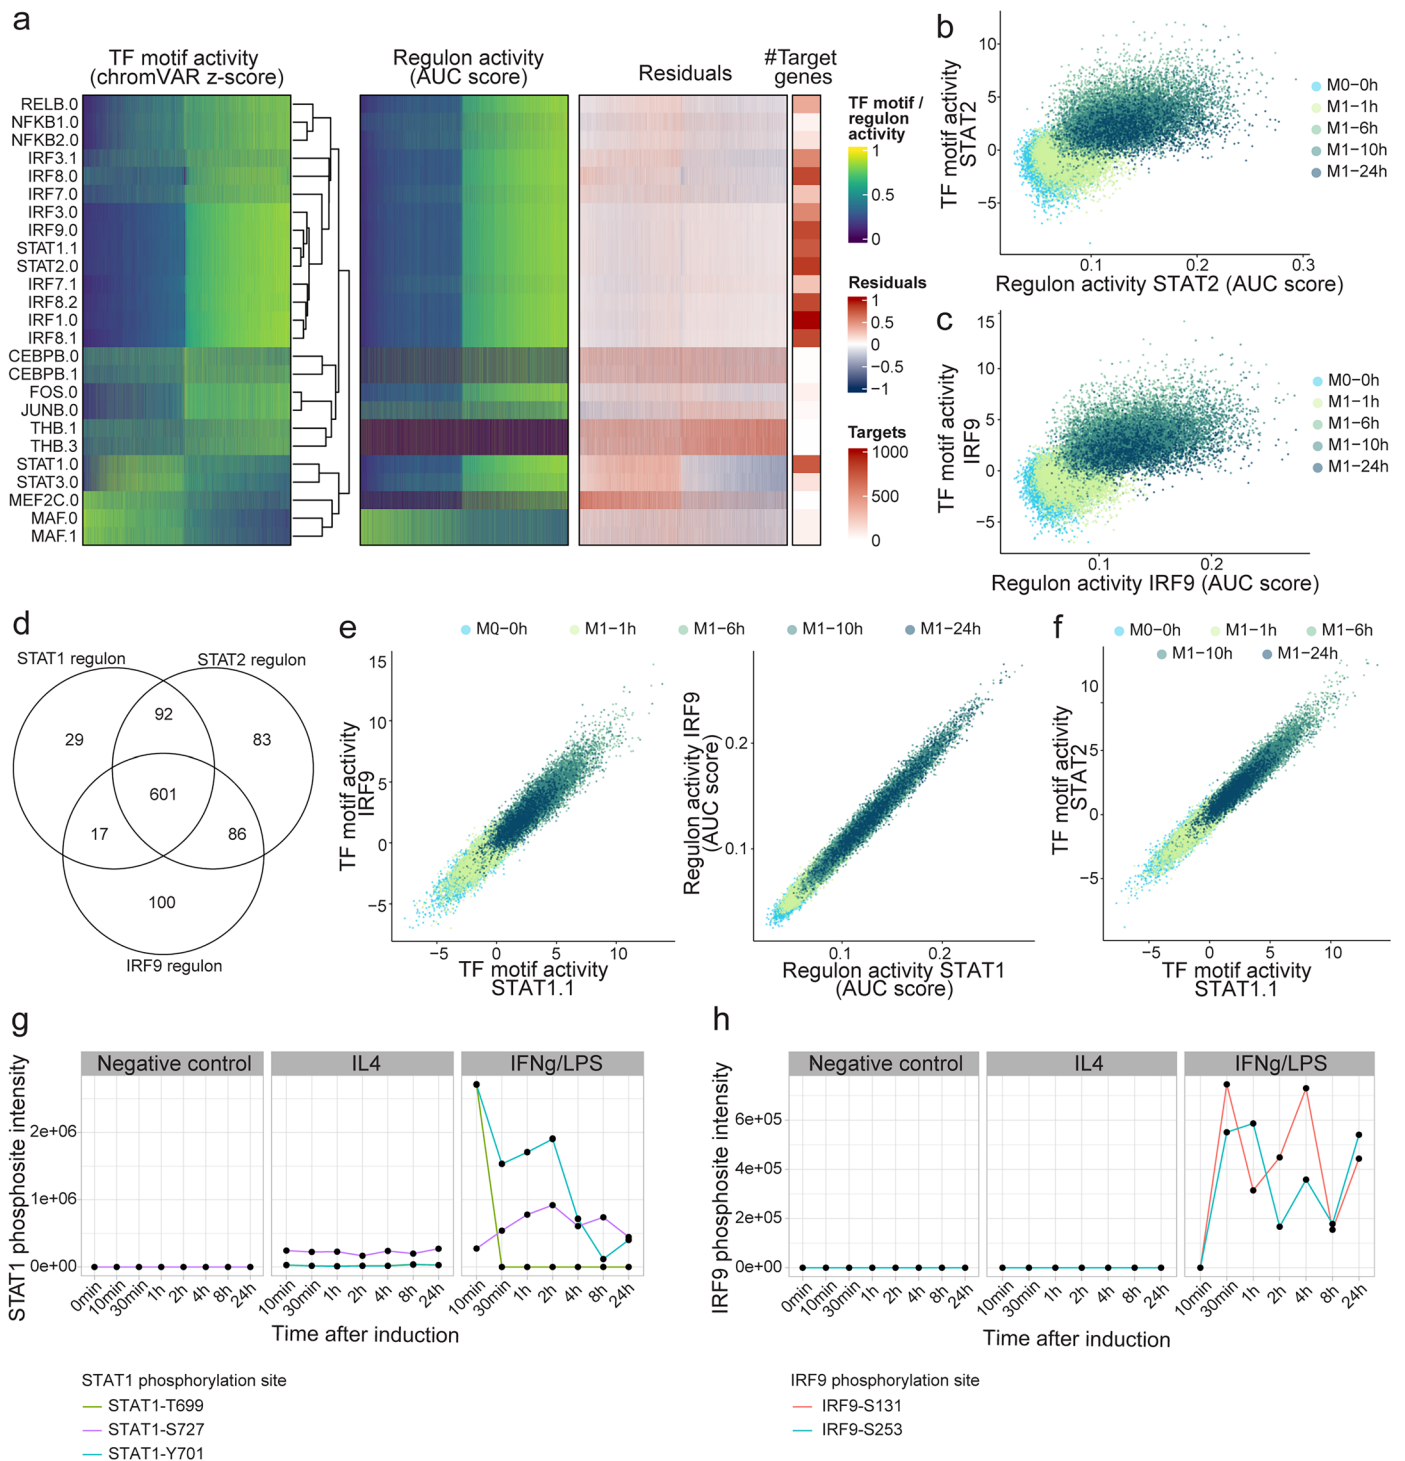 a
TF motif activity
(chromVAR z-score)
Regulon activity
(AUC score)
Residuals
#Target
genes
RELB.0
NFKB1.0
NFKB2.0
IRF3.1
IRF8.0
IRF7.0
IRF3.0
IRF9.0
STAT1.1
STAT2.0
IRF7.1
IRF8.2
IRF1.0
IRF8.1
CEBPB.0
CEBPB.1
FOS.0
JUNB.0
THB.1
THB.3
STAT1.0
STAT3.0
MEF2C.0
MAF.0
MAF.1
TF motif /
regulon
activity
1
0.5
0
Residuals
1
0.5
0
−0.5
−1
Targets
1000
500
0
b
TF motif activity
STAT2
10
5
0
−5
0.1 0.2 0.3
Regulon activity STAT2 (AUC score)
M0−0h
M1−1h
M1−6h
M1−10h
M1−24h
c
TF motif activity
IRF9
15
10
5
0
−5
0.1 0.2
Regulon activity IRF9 (AUC score)
M0−0h
M1−1h
M1−6h
M1−10h
M1−24h
d
STAT1 regulon
STAT2 regulon
92
29
83
601
17
86
100
IRF9 regulon
e
M0−0h M1−1h M1−6h M1−10h M1−24h
TF motif activity
IRF9
15
10
5
0
−5
−5 0 5 10
TF motif activity
STAT1.1
Regulon activity IRF9
(AUC score)
0.2
0.1
0.1 0.2
Regulon activity STAT1
(AUC score)
f
M0−0h M1−1h M1−6h
M1−10h M1−24h
TF motif activity
STAT2
10
5
0
−5
−5 0 5 10
TF motif activity
STAT1.1
g
STAT1 phosphosite intensity
Negative control IL4 IFNg/LPS
2e+06
1e+06
0e+00
0min 10min 30min 1h 2h 4h 8h 24h
10min 30min 1h 2h 4h 8h 24h
10min 30min 1h 2h 4h 8h 24h
Time after induction
STAT1 phosphorylation site
STAT1−T699
STAT1−S727
STAT1−Y701
h
IRF9 phosphosite intensity
Negative control IL4 IFNg/LPS
6e+05
4e+05
2e+05
0e+00
0min 10min 30min 1h 2h 4h 8h 24h
10min 30min 1h 2h 4h 8h 24h
10min 30min 1h 2h 4h 8h 24h
Time after induction
IRF9 phosphorylation site
IRF9−S131
IRF9−S253